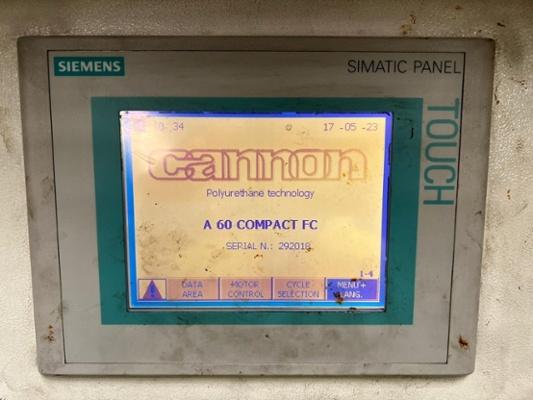 SIEMENS
SIMATIC PANEL
TOUCH
34
17 -05 -23
cannon
Polyurethane technology
A 60 COMPACT FC
SERIAL N.: 292018
1-4
DATA
AREA
MOTOR
CONTROL
CYCLE
SELECTION
MENU+
LANG.